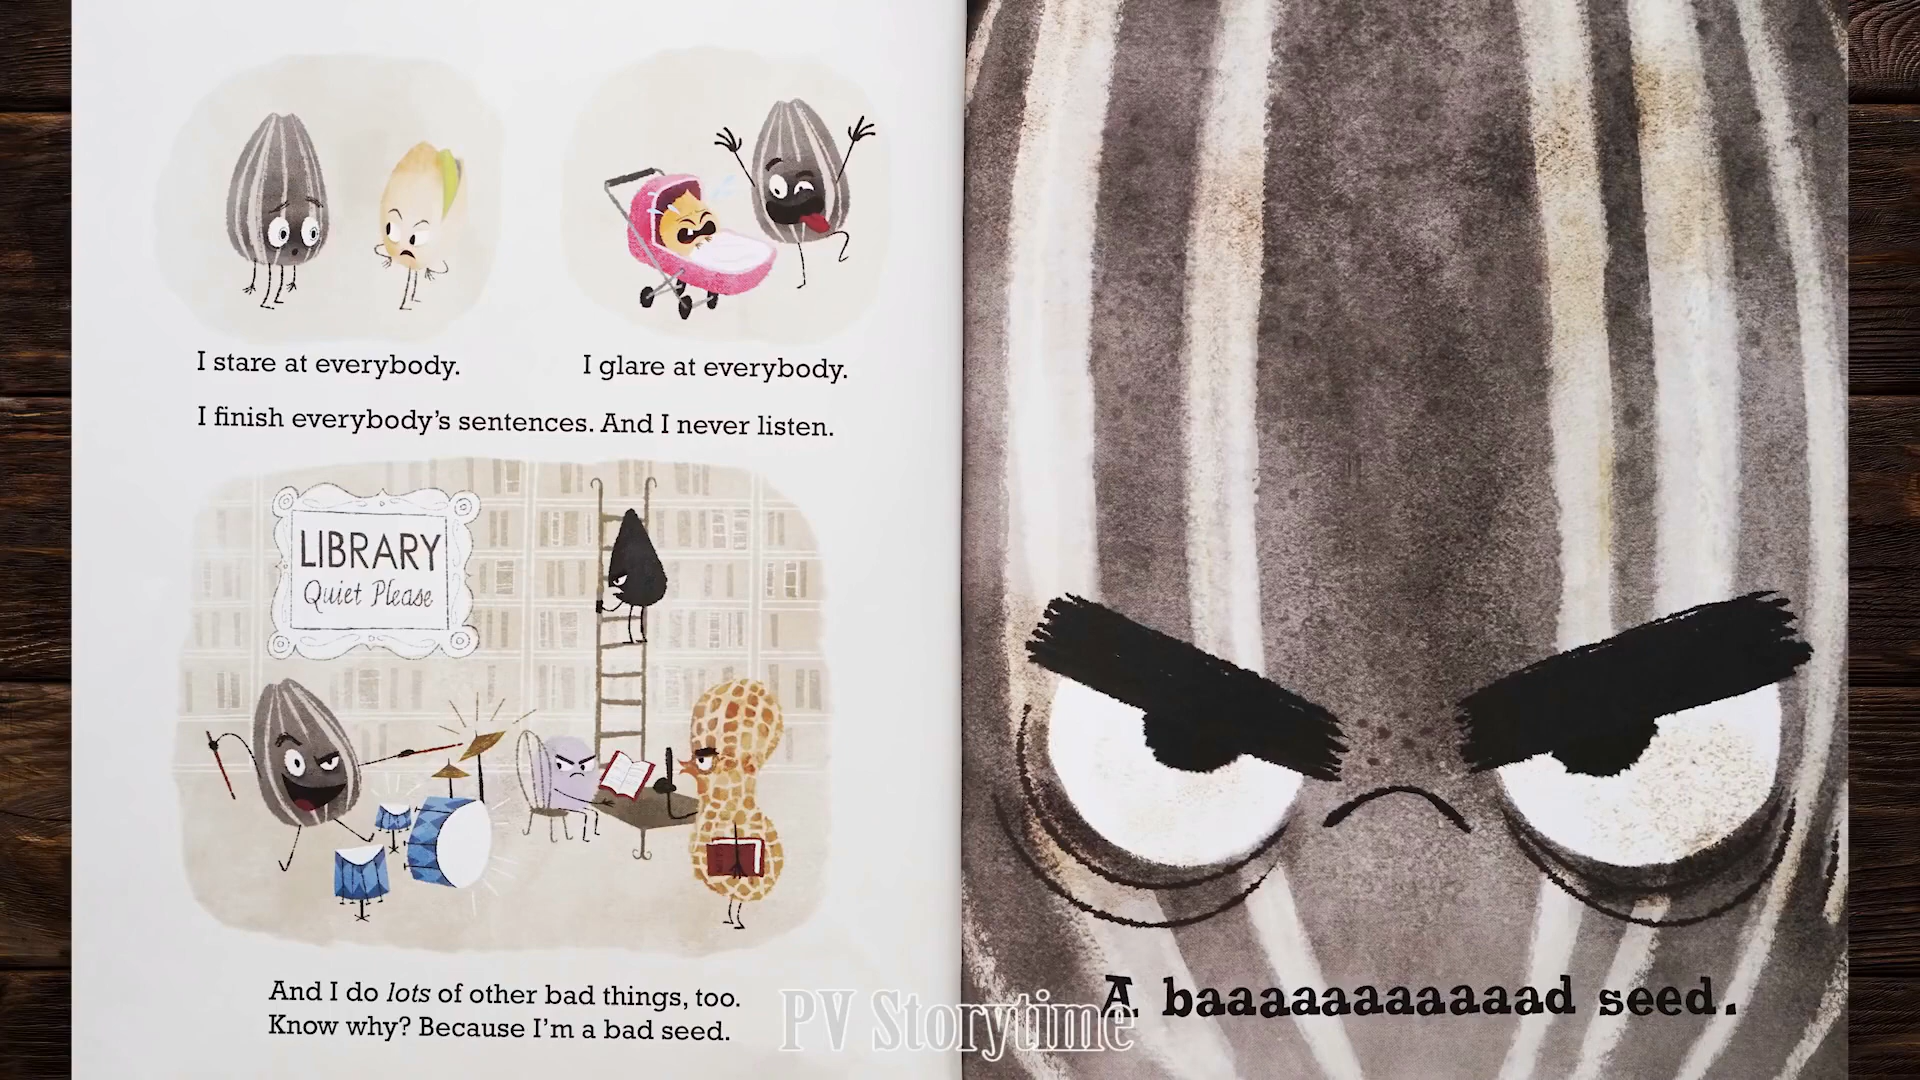 I stare at everybody.
I glare at everybody.
I finish everybody's sentences. And I never listen.
LIBRARY
Quiet Please
And I do lots of other bad things, too.
Know why? Because I'm a bad seed.
A baaaaaaaaaaaad seed.
PV Storytime